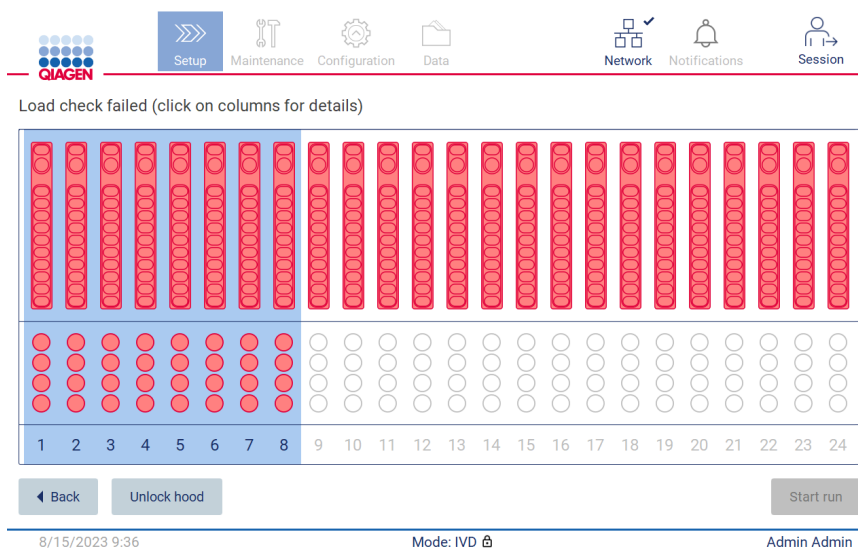 QIAGEN
Setup
Maintenance
Configuration
Data
Network
Notifications
Session
Load check failed (click on columns for details)
1 2 3 4 5 6 7 8 9 10 11 12 13 14 15 16 17 18 19 20 21 22 23 24
Back
Unlock hood
Start run
8/15/2023 9:36
Mode: IVD
Admin Admin